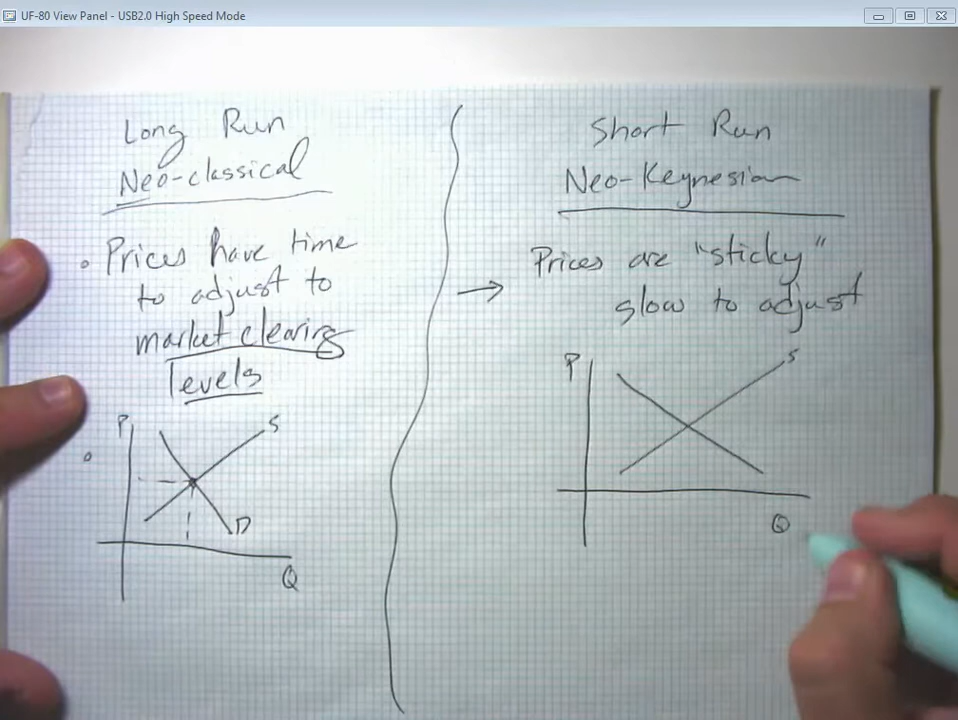 UF-80 View Panel - USB2.0 High Speed Mode
Long Run
Neo-classical
Prices have time
to adjust to
market clearing
levels
P
S
D
Q
Short Run
Neo-Keynesian
Prices are "sticky"
slow to adjust
P
S
Q